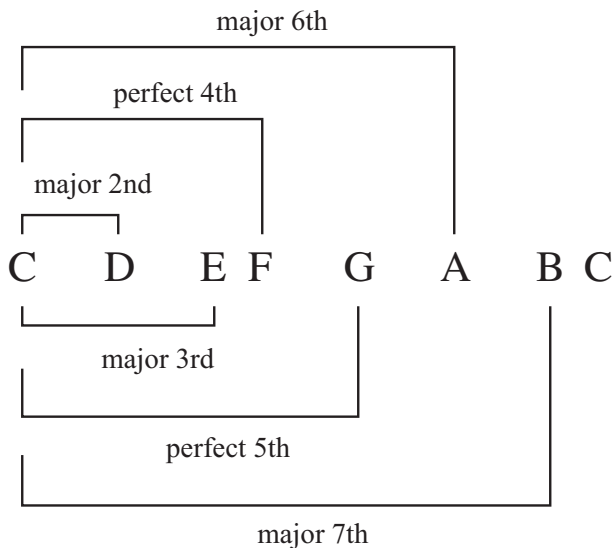 major 6th
perfect 4th
major 2nd
C D E F G A B C
major 3rd
perfect 5th
major 7th